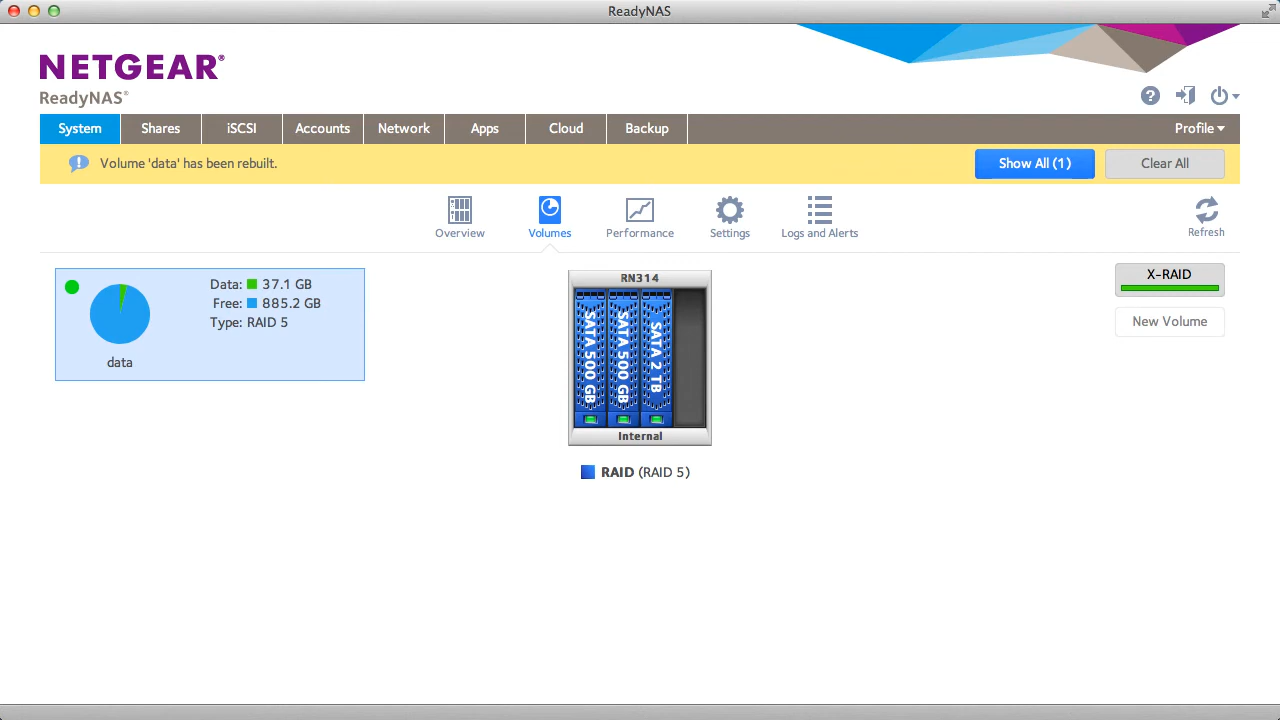 ReadyNAS
NETGEAR®
ReadyNAS®
System Shares iSCSI Accounts Network Apps Cloud Backup Profile
Volume 'data' has been rebuilt. Show All (1) Clear All
Overview Volumes Performance Settings Logs and Alerts Refresh
Data: 37.1 GB
Free: 885.2 GB
Type: RAID 5
data
RN314
SATA 500 GB
SATA 500 GB
SATA 2 TB
Internal
RAID (RAID 5)
X-RAID
New Volume